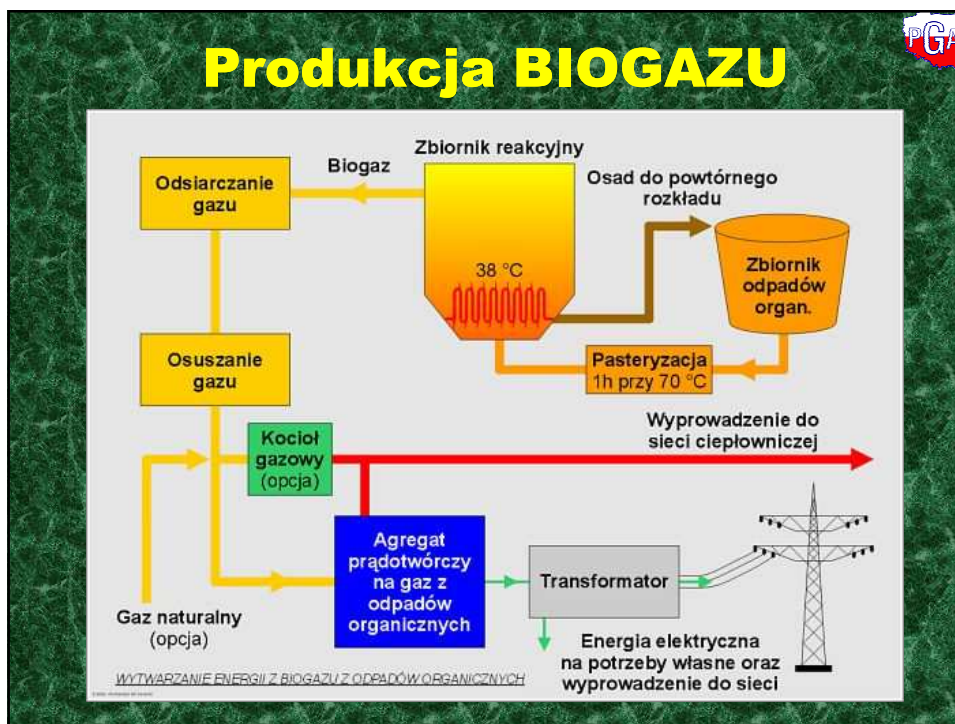 PGA
Produkcja BIOGAZU
Zbiornik reakcyjny
Biogaz
Odsiarczanie
gazu
Osad do powtórnego
rozkładu
38 °C
Zbiornik
odpadów
organ.
Osuszanie
gazu
Pasteryzacja
1h przy 70 °C
Wyprowadzenie do
sieci ciepłowniczej
Kocioł
gazowy
(opcja)
Agregat
prądotwórczy
na gaz z
odpadów
organicznych
Transformator
Gaz naturalny
(opcja)
Energia elektryczna
na potrzeby własne oraz
wyprowadzenie do sieci
WYTWARZANIE ENERGII Z BIOGAZU Z ODPADÓW ORGANICZNYCH